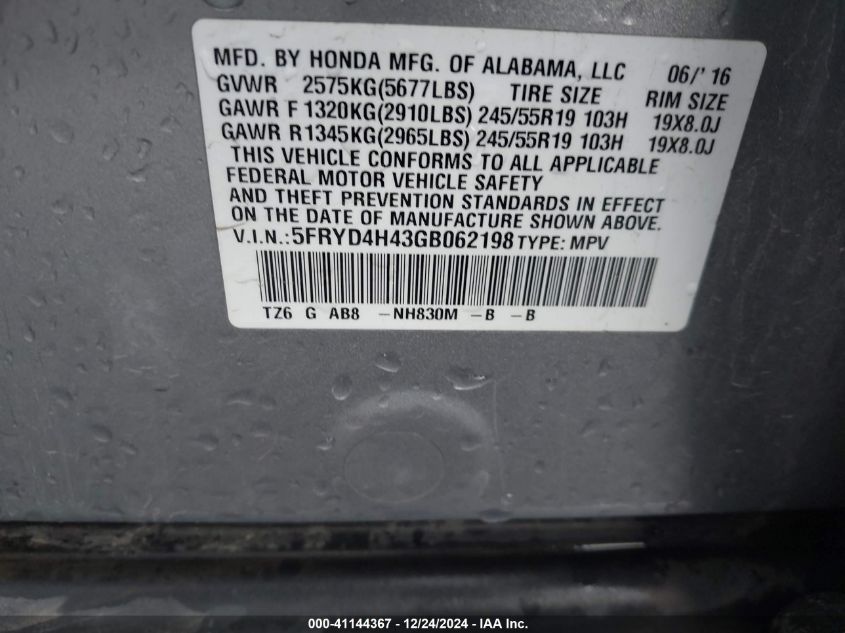 MFD. BY HONDA MFG. OF ALABAMA, LLC 06/' 16
GVWR 2575KG(5677LBS) TIRE SIZE RIM SIZE
GAWR F 1320KG(2910LBS) 245/55R19 103H 19X8.0J
GAWR R 1345KG(2965LBS) 245/55R19 103H 19X8.0J
THIS VEHICLE CONFORMS TO ALL APPLICABLE
FEDERAL MOTOR VEHICLE SAFETY
AND THEFT PREVENTION STANDARDS IN EFFECT
ON THE DATE OF MANUFACTURE SHOWN ABOVE.
V.I.N.: 5FRYD4H43GB062198 TYPE: MPV
TZ6 G AB8 -NH830M -B -B
000-41144367 - 12/24/2024 - IAA Inc.